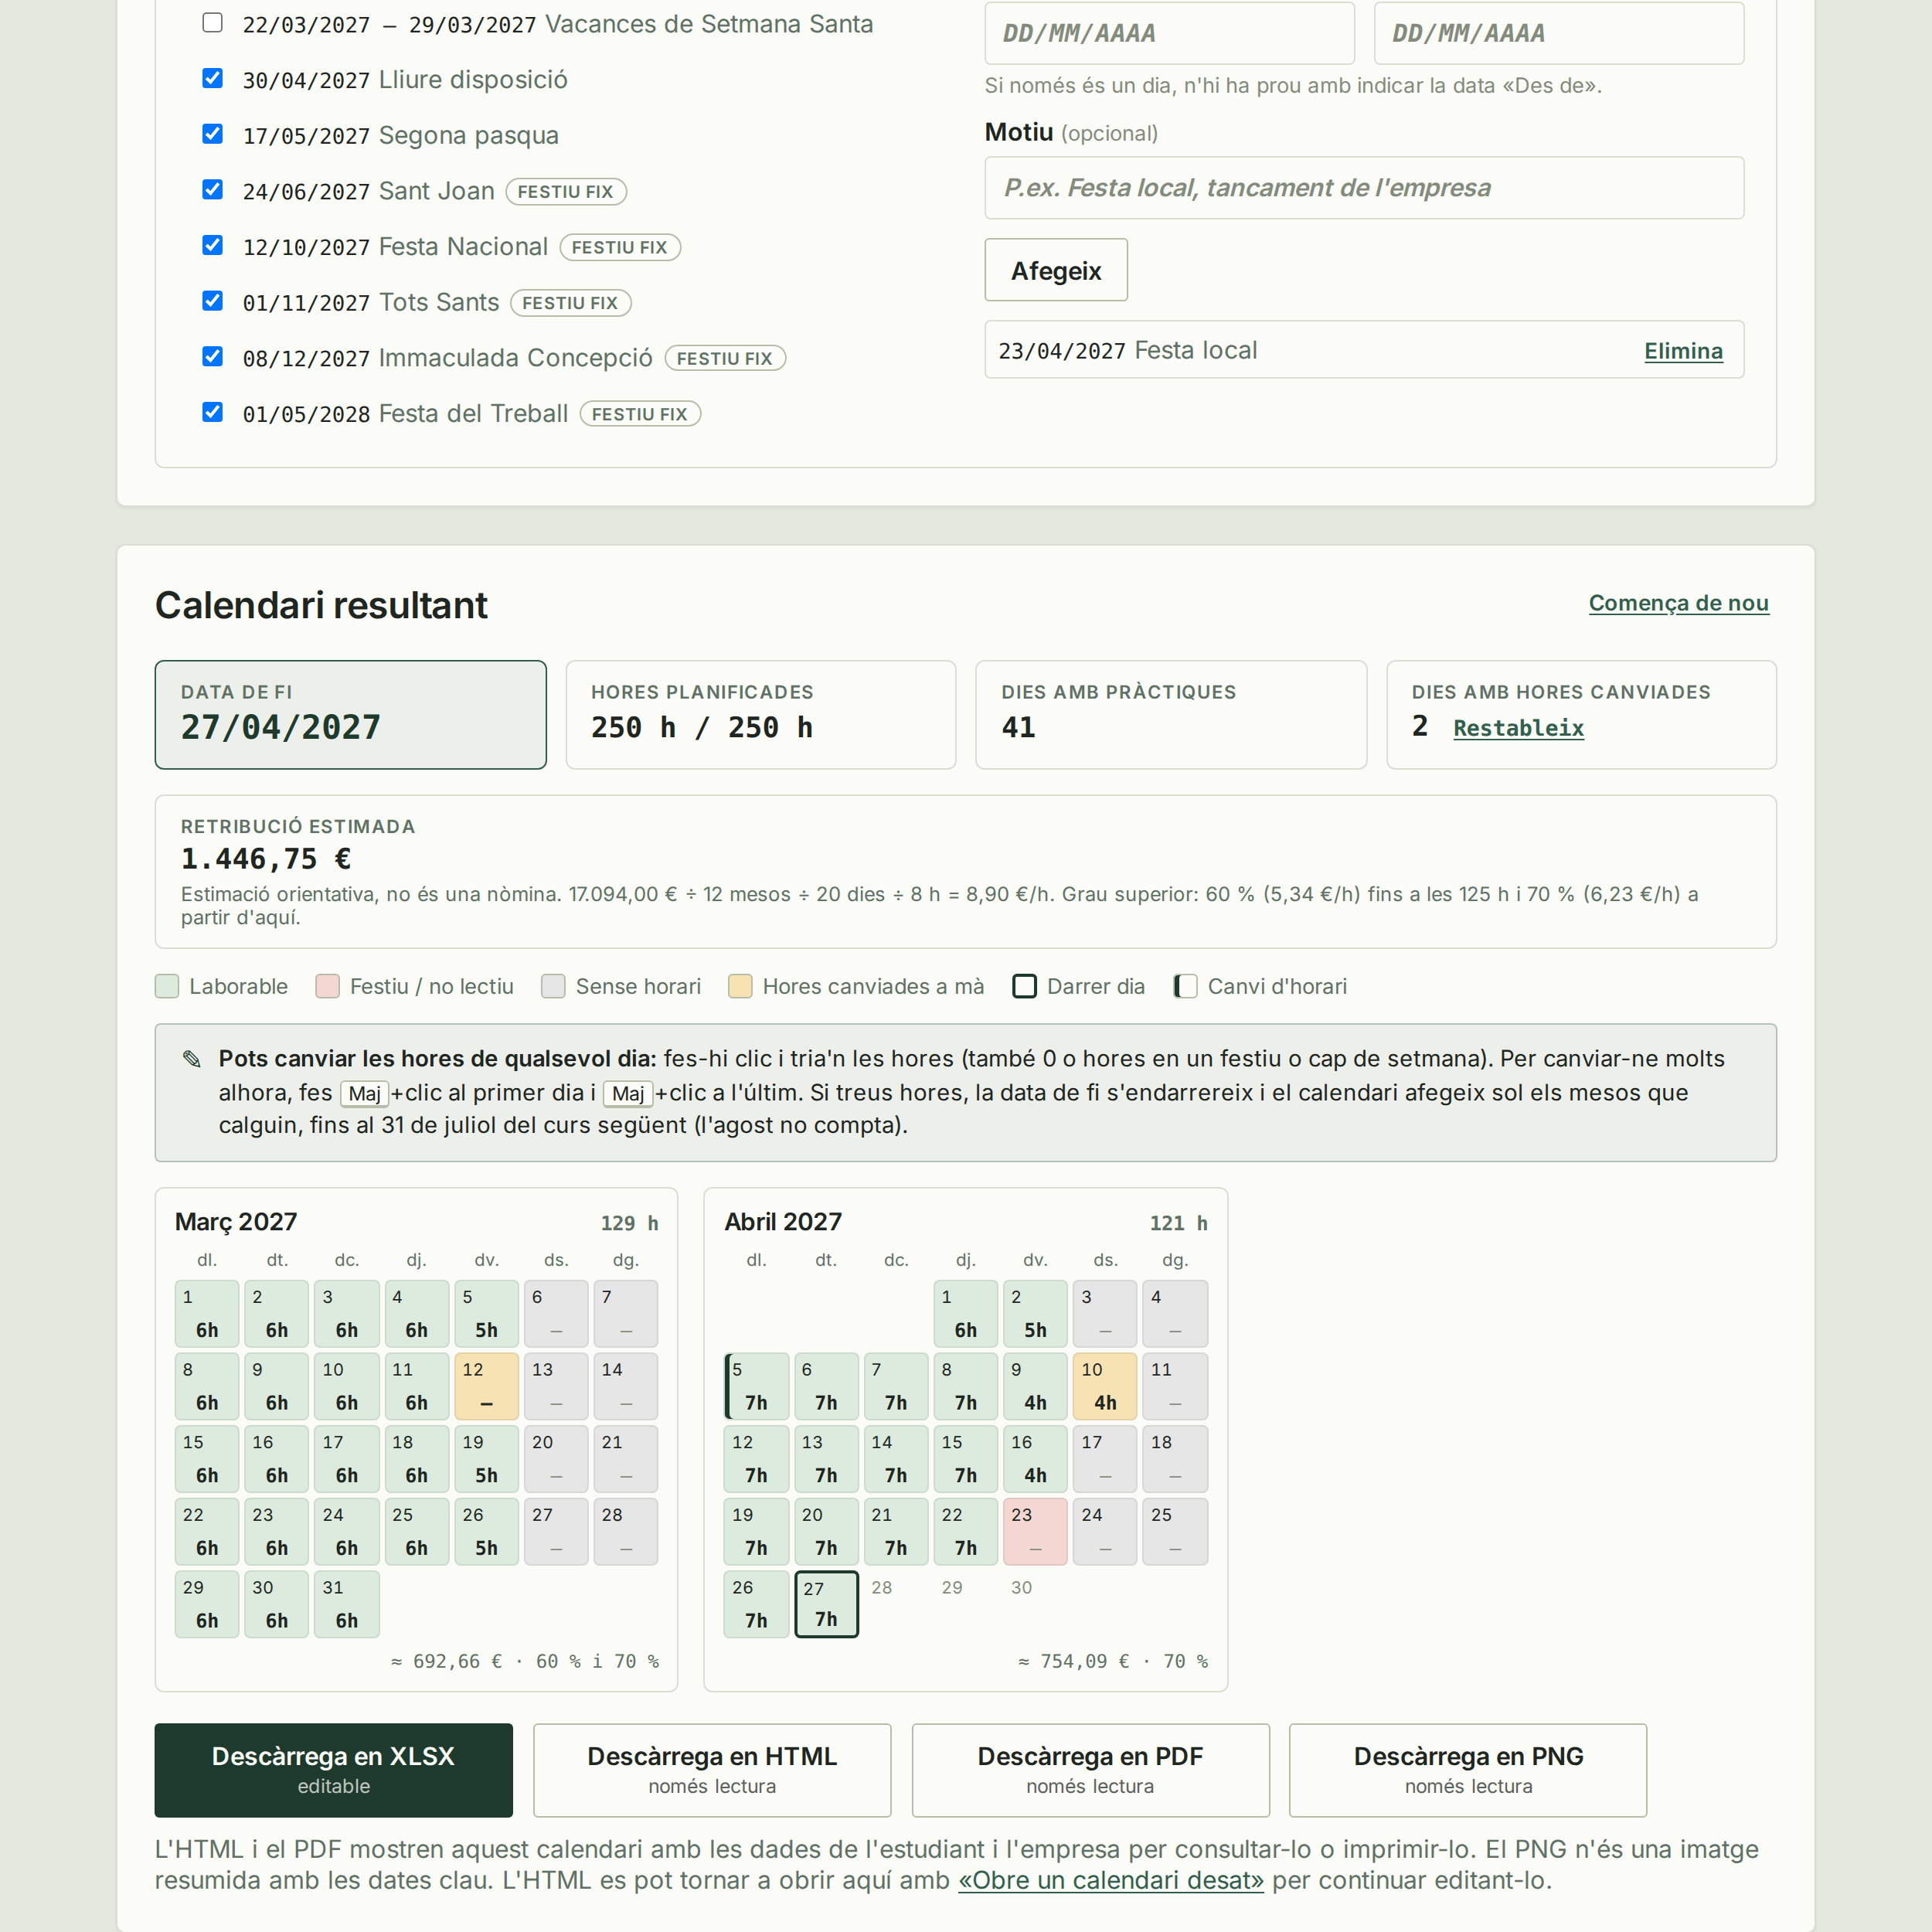 22/03/2027 – 29/03/2027 Vacances de Setmana Santa
30/04/2027 Lliure disposició
17/05/2027 Segona pasqua
24/06/2027 Sant Joan FESTIU FIX
12/10/2027 Festa Nacional FESTIU FIX
01/11/2027 Tots Sants FESTIU FIX
08/12/2027 Immaculada Concepció FESTIU FIX
01/05/2028 Festa del Treball FESTIU FIX
DD/MM/AAAA DD/MM/AAAA
Si només és un dia, n'hi ha prou amb indicar la data «Des de».
Motiu (opcional)
P.ex. Festa local, tancament de l'empresa
Afegeix
23/04/2027 Festa local Elimina
Calendari resultant Comença de nou
DATA DE FI
27/04/2027
HORES PLANIFICADES
250 h / 250 h
DIES AMB PRÀCTIQUES
41
DIES AMB HORES CANVIADES
2 Restableix
RETRIBUCIÓ ESTIMADA
1.446,75 €
Estimació orientativa, no és una nòmina. 17.094,00 € ÷ 12 mesos ÷ 20 dies ÷ 8 h = 8,90 €/h. Grau superior: 60 % (5,34 €/h) fins a les 125 h i 70 % (6,23 €/h) a
partir d'aquí.
Laborable Festiu / no lectiu Sense horari Hores canviades a mà Darrer dia Canvi d'horari
✎ Pots canviar les hores de qualsevol dia: fes-hi clic i tria'n les hores (també 0 o hores en un festiu o cap de setmana). Per canviar-ne molts
alhora, fes Maj+clic al primer dia i Maj+clic a l'últim. Si treus hores, la data de fi s'endarrereix i el calendari afegeix sol els mesos que
calguin, fins al 31 de juliol del curs següent (l'agost no compta).
Març 2027 129 h
dl. dt. dc. dj. dv. ds. dg.
1 2 3 4 5 6 7
6h 6h 6h 6h 5h – –
8 9 10 11 12 13 14
6h 6h 6h 6h – – –
15 16 17 18 19 20 21
6h 6h 6h 6h 5h – –
22 23 24 25 26 27 28
6h 6h 6h 6h 5h – –
29 30 31
6h 6h 6h
≈ 692,66 € · 60 % i 70 %
Abril 2027 121 h
dl. dt. dc. dj. dv. ds. dg.
1 2 3 4
6h 5h – –
5 6 7 8 9 10 11
7h 7h 7h 7h 4h 4h –
12 13 14 15 16 17 18
7h 7h 7h 7h 4h – –
19 20 21 22 23 24 25
7h 7h 7h 7h – – –
26 27 28 29 30
7h 7h
≈ 754,09 € · 70 %
Descàrrega en XLSX
editable
Descàrrega en HTML
només lectura
Descàrrega en PDF
només lectura
Descàrrega en PNG
només lectura
L'HTML i el PDF mostren aquest calendari amb les dades de l'estudiant i l'empresa per consultar-lo o imprimir-lo. El PNG n'és una imatge
resumida amb les dates clau. L'HTML es pot tornar a obrir aquí amb «Obre un calendari desat» per continuar editant-lo.